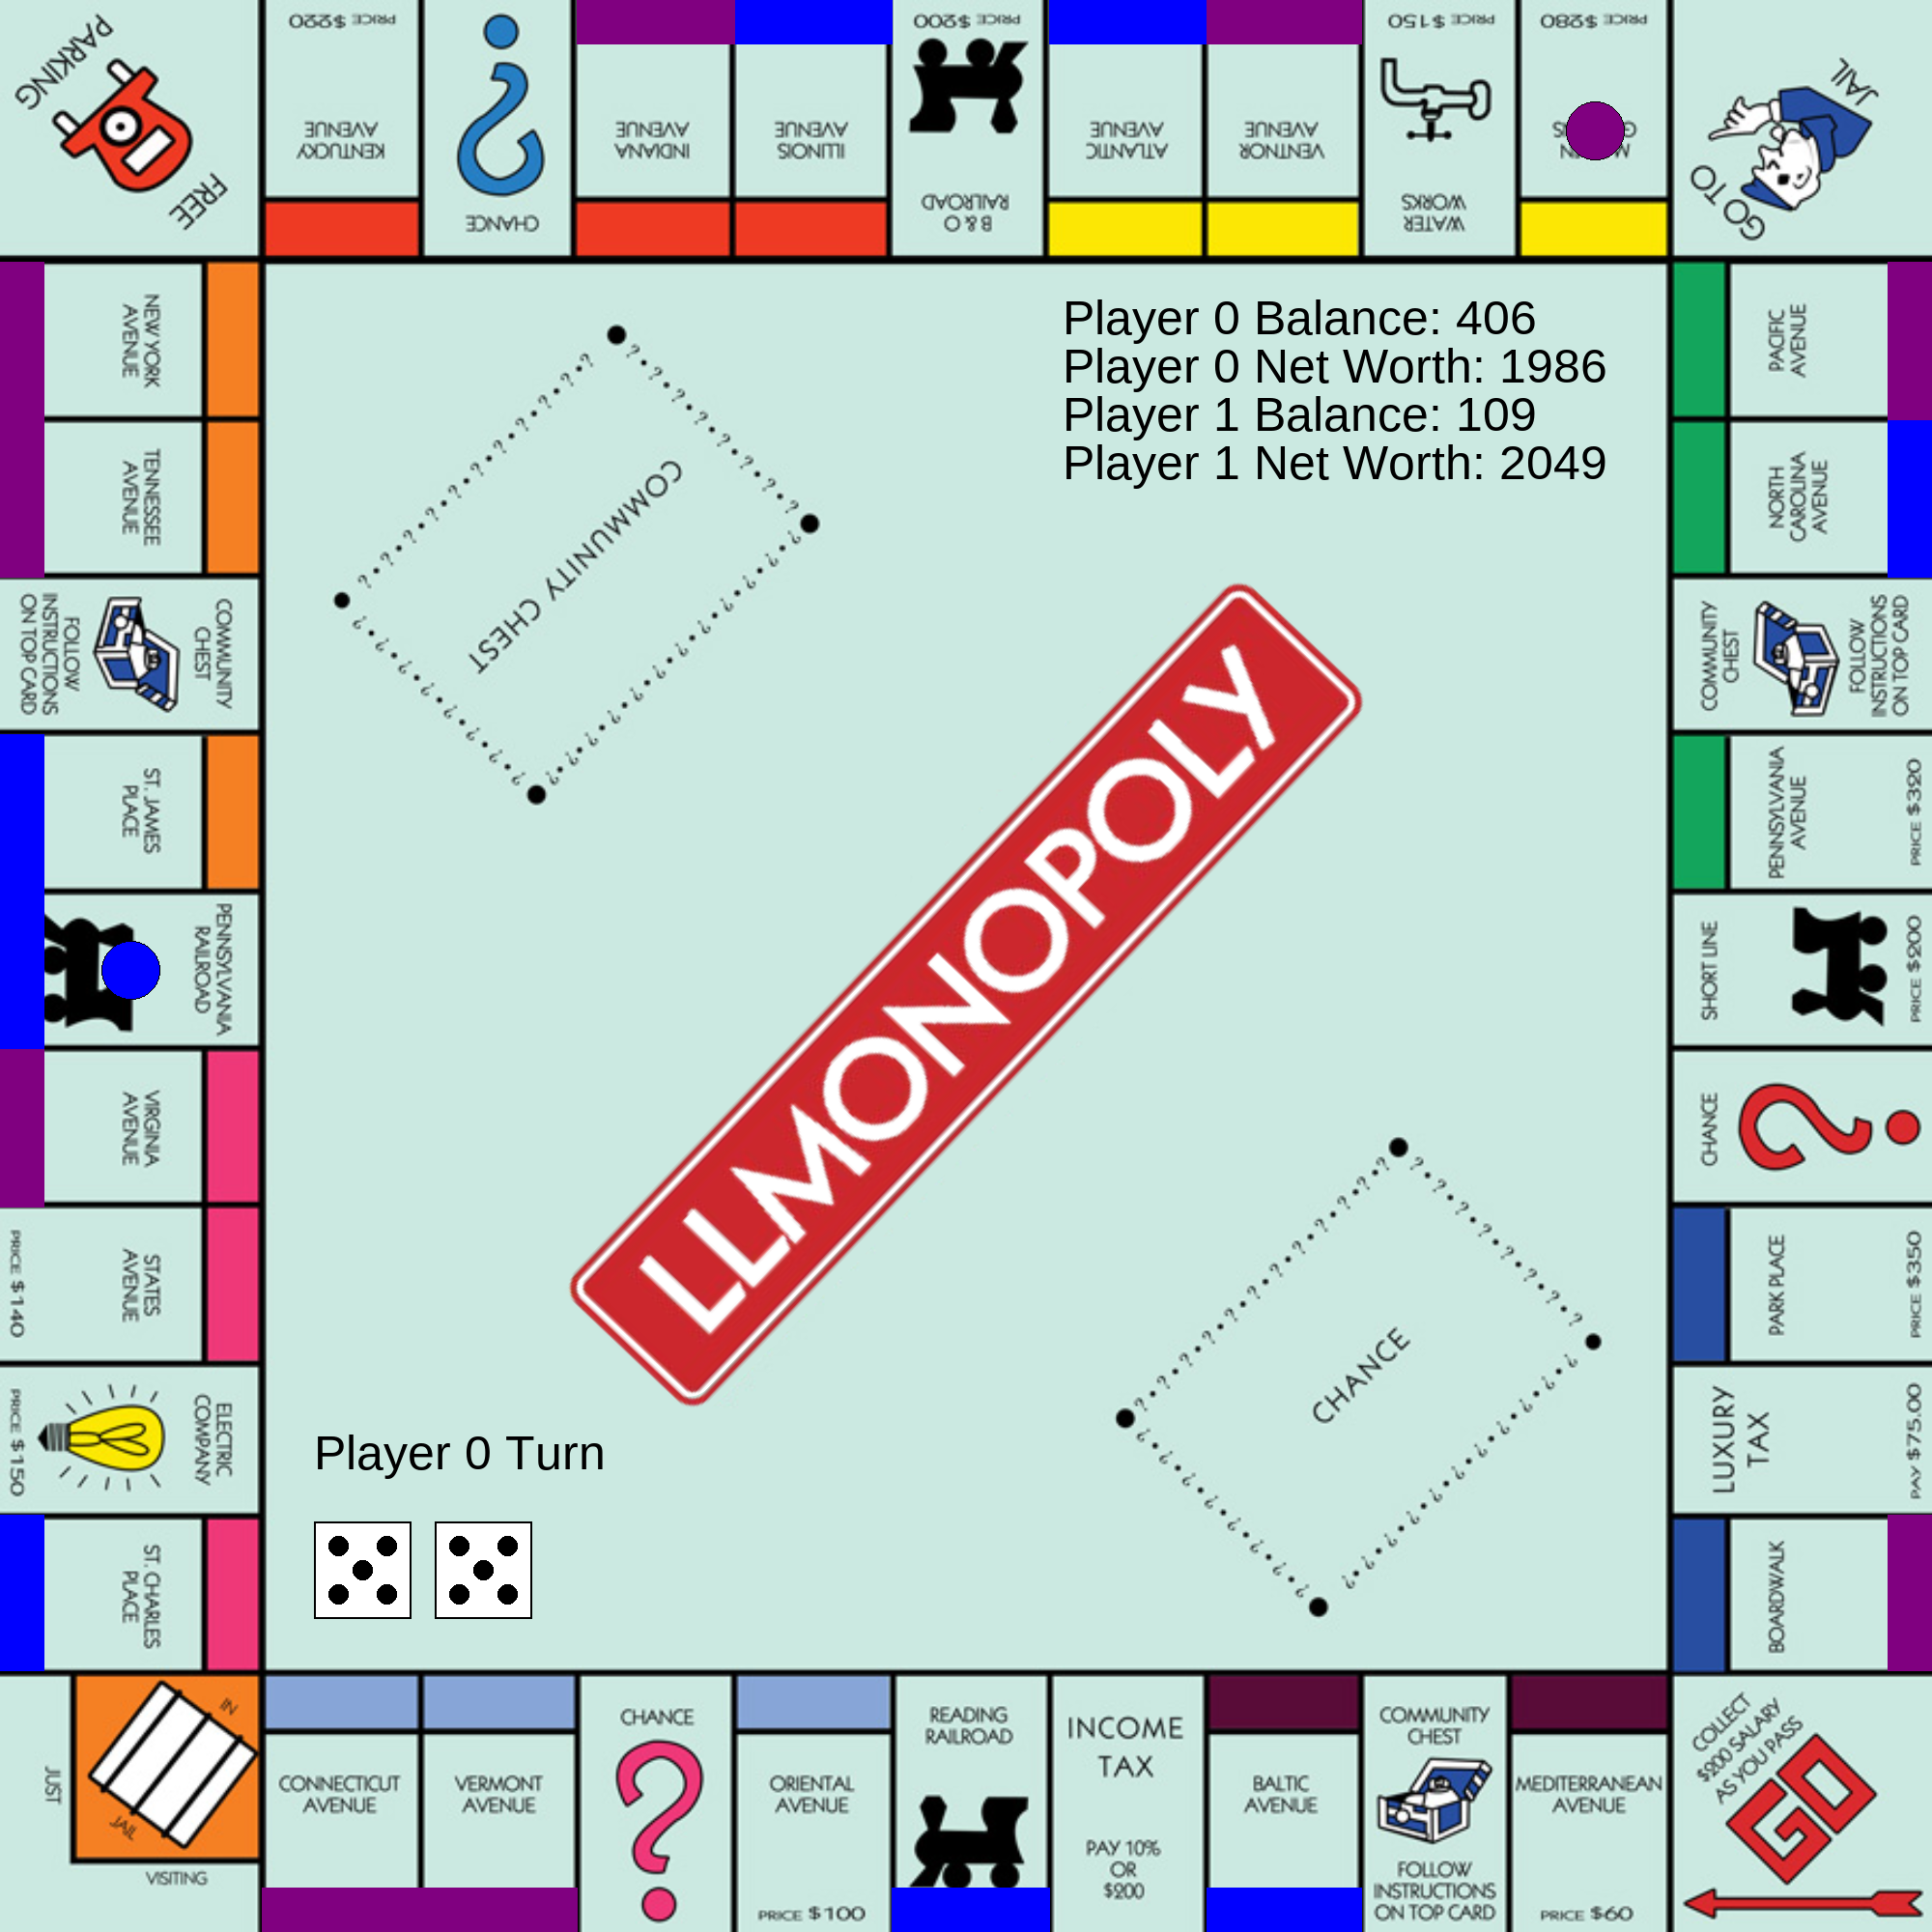 FREE
PARKING
PRICE $220
KENTUCKY
AVENUE
CHANCE
INDIANA
AVENUE
ILLINOIS
AVENUE
PRICE $200
B & O
RAILROAD
ATLANTIC
AVENUE
VENTNOR
AVENUE
PRICE $150
WATER
WORKS
PRICE $280
GO TO
JAIL
NEW YORK
AVENUE
TENNESSEE
AVENUE
COMMUNITY
CHEST
FOLLOW
INSTRUCTIONS
ON TOP CARD
ST. JAMES
PLACE
PENNSYLVANIA
RAILROAD
VIRGINIA
AVENUE
STATES
AVENUE
PRICE $140
ELECTRIC
COMPANY
PRICE $150
ST. CHARLES
PLACE
Player 0 Balance: 406
Player 0 Net Worth: 1986
Player 1 Balance: 109
Player 1 Net Worth: 2049
COMMUNITY CHEST
LLMONOPOLY
CHANCE
Player 0 Turn
PACIFIC
AVENUE
NORTH
CAROLINA
AVENUE
COMMUNITY
CHEST
FOLLOW
INSTRUCTIONS
ON TOP CARD
PENNSYLVANIA
AVENUE
PRICE $320
SHORT LINE
PRICE $200
CHANCE
PARK PLACE
PRICE $350
LUXURY
TAX
PAY $75.00
BOARDWALK
IN
JAIL
JUST
VISITING
CONNECTICUT
AVENUE
VERMONT
AVENUE
CHANCE
ORIENTAL
AVENUE
PRICE $100
READING
RAILROAD
INCOME
TAX
PAY 10%
OR
$200
BALTIC
AVENUE
COMMUNITY
CHEST
FOLLOW
INSTRUCTIONS
ON TOP CARD
MEDITERRANEAN
AVENUE
PRICE $60
COLLECT
$200 SALARY
AS YOU PASS
GO